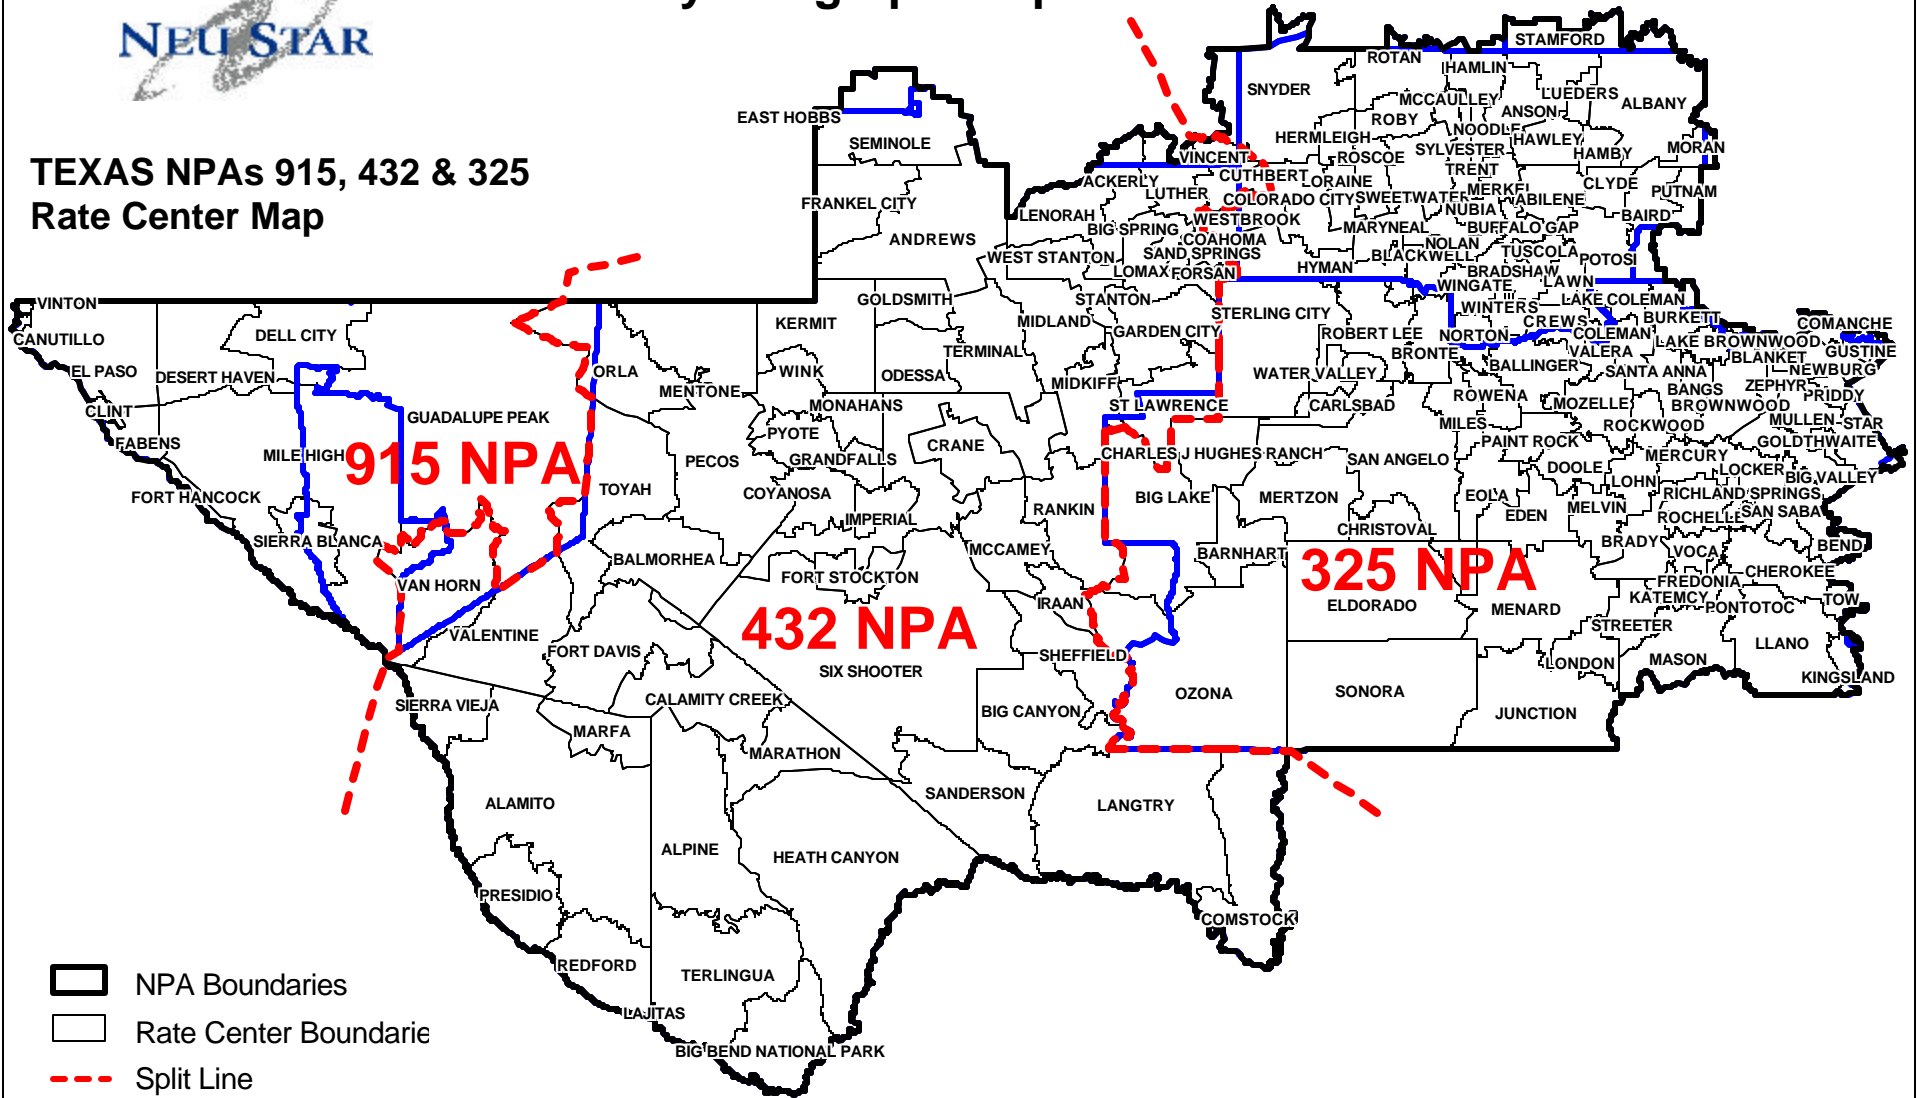 NEUSTAR
TEXAS NPAs 915, 432 & 325
Rate Center Map
STAMFORD
ROTAN
HAMLIN
SNYDER
MCCAULLEY
LUEDERS
ALBANY
ANSON
ROBY
EAST HOBBS
SEMINOLE
HERMLEIGH
NOODLE
HAWLEY
HAMBY
MORAN
VINCENT
ROSCOE
SYLVESTER
TRENT
ACKERLY
LUTHER
CUTHBERT
LORAINE
CLYDE
PUTNAM
FRANKEL CITY
COLORADO CITY
SWEETWATER
MERKEL
ABILENE
LENORAH
WESTBROOK
NUBIA
BAIRD
BIG SPRING
MARYNEAL
BUFFALO GAP
ANDREWS
COAHOMA
NOLAN
WEST STANTON
SAND SPRINGS
BLACKWELL
TUSCOLA
POTOSI
LOMAX
FORSAN
HYMAN
BRADSHAW
LAWN
WINGATE
VINTON
GOLDSMITH
STANTON
WINTERS
LAKE COLEMAN
STERLING CITY
BURKETT
CANUTILLO
DELL CITY
KERMIT
MIDLAND
GARDEN CITY
ROBERT LEE
NORTON
CREWS
COLEMAN
COMANCHE
LAKE BROWNWOOD
TERMINAL
BRONTE
VALERA
BLANKET
GUSTINE
EL PASO
DESERT HAVEN
ORLA
WINK
ODESSA
MIDKIFF
WATER VALLEY
BALLINGER
SANTA ANNA
NEWBURG
MENTONE
BANGS
ZEPHYR
PRIDDY
CLINT
GUADALUPE PEAK
MONAHANS
ST LAWRENCE
CARLSBAD
ROWENA
MOZELLE
BROWNWOOD
FABENS
PYOTE
CRANE
MILES
ROCKWOOD
MULLEN
STAR
MILE HIGH
915 NPA
PECOS
GRANDFALLS
CHARLES J HUGHES RANCH
SAN ANGELO
PAINT ROCK
MERCURY
GOLDTHWAITE
FORT HANCOCK
TOYAH
COYANOSA
BIG LAKE
MERTZON
DOOLE
LOHN
LOCKER
BIG VALLEY
IMPERIAL
RANKIN
EOLA
EDEN
MELVIN
RICHLAND SPRINGS
SAN SABA
CHRISTOVAL
ROCHELLE
SIERRA BLANCA
BALMORHEA
MCCAMEY
BARNHART
BRADY
VOCA
BEND
VAN HORN
FORT STOCKTON
325 NPA
CHEROKEE
FREDONIA
IRAAN
ELDORADO
MENARD
KATEMCY
PONTOTOC
TOW
VALENTINE
432 NPA
STREETER
LLANO
FORT DAVIS
SIX SHOOTER
SHEFFIELD
LONDON
MASON
KINGSLAND
SIERRA VIEJA
CALAMITY CREEK
BIG CANYON
OZONA
SONORA
JUNCTION
MARFA
MARATHON
ALAMITO
SANDERSON
LANGTRY
ALPINE
HEATH CANYON
PRESIDIO
COMSTOCK
REDFORD
TERLINGUA
LAJITAS
BIG BEND NATIONAL PARK
NPA Boundaries
Rate Center Boundarie
Split Line